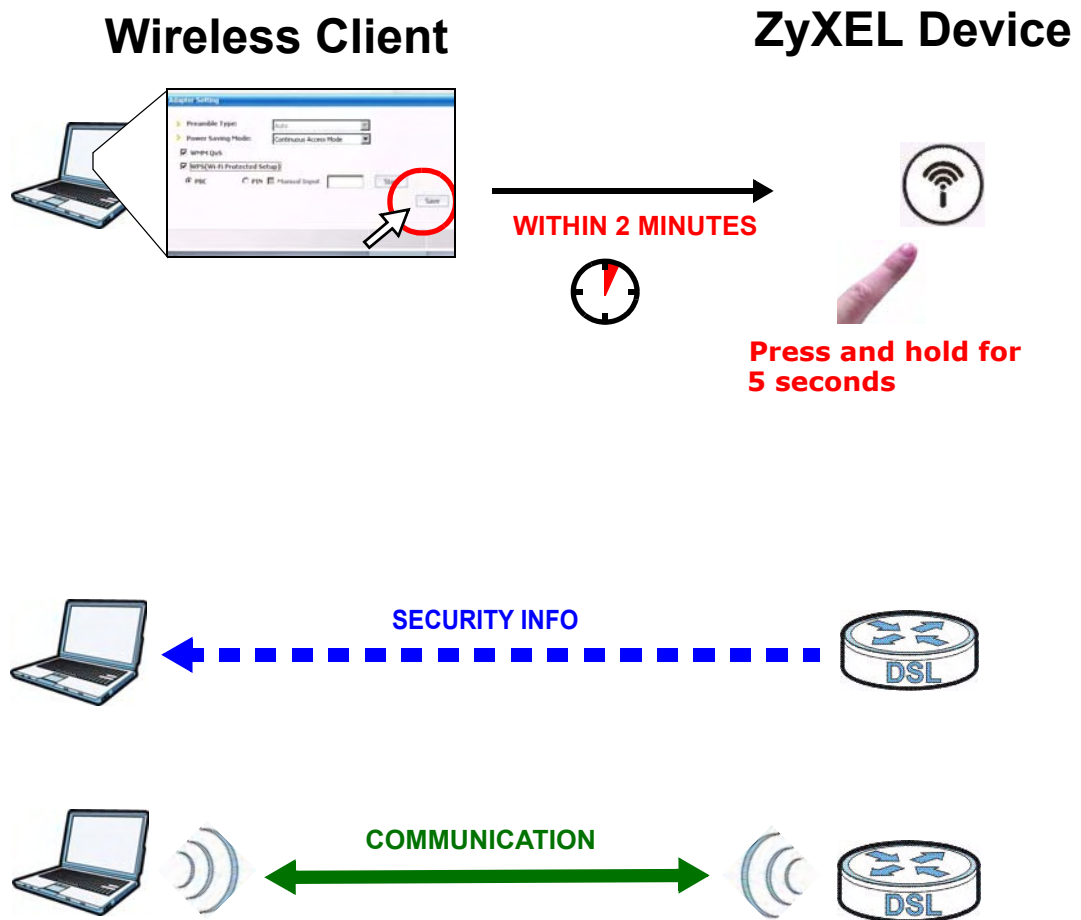 Wireless Client
ZyXEL Device
Adapter Setting
Preamble Type:
Auto
Power Saving Mode:
Continuous Access Mode
WMM QoS
WPS(Wi-Fi Protected Setup)
PBC
PIN
Manual Input
Save
WITHIN 2 MINUTES
Press and hold for
5 seconds
SECURITY INFO
DSL
COMMUNICATION
DSL